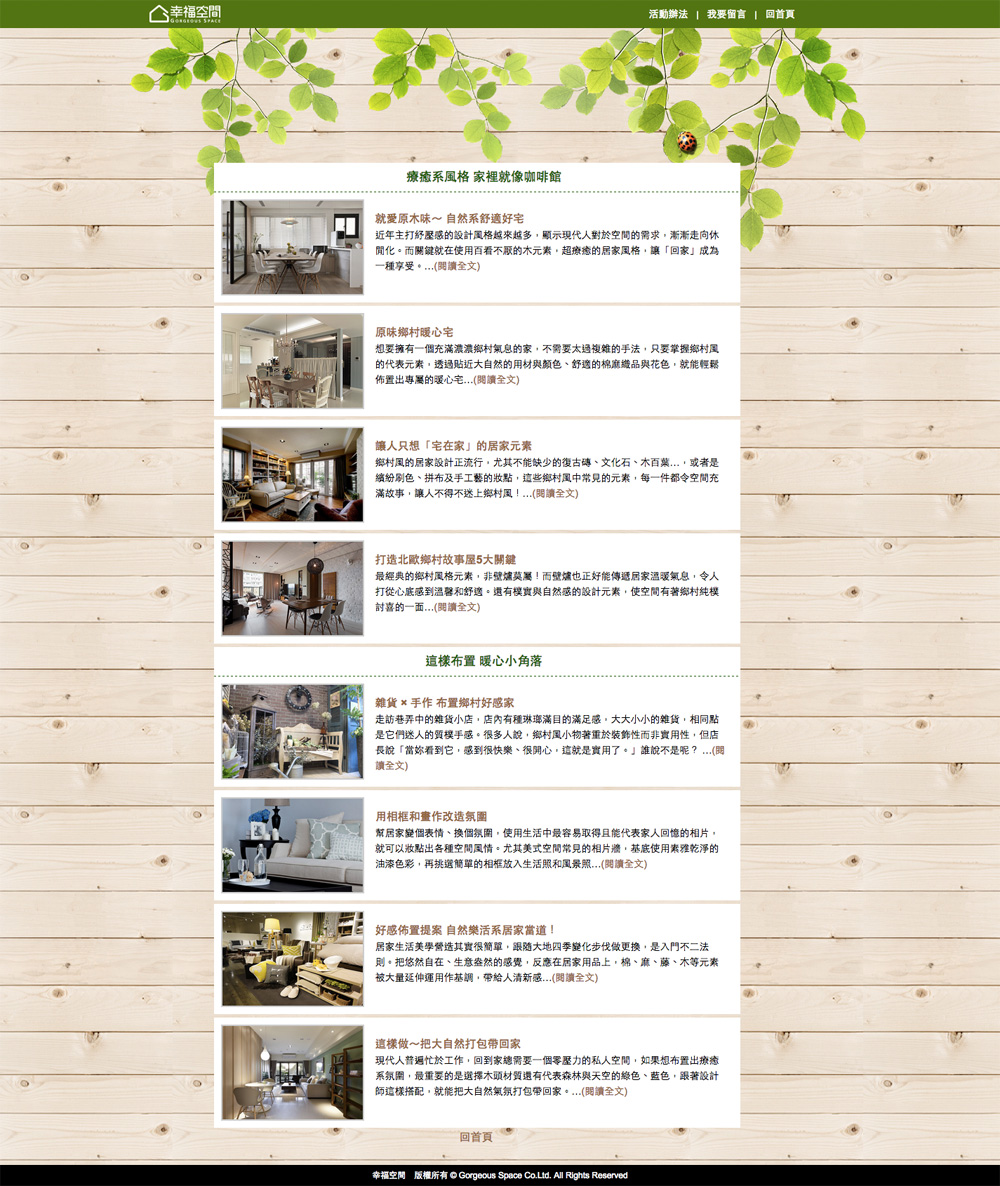 幸福空間
GORGEOUS SPACE
活動辦法 | 我要留言 | 回首頁
療癒系風格 家裡就像咖啡館
就愛原木味～ 自然系舒適好宅
近年主打紓壓感的設計風格越來越多，顯示現代人對於空間的需求，漸漸走向休
閒化。而關鍵就在使用百看不厭的木元素，超療癒的居家風格，讓「回家」成為
一種享受。...(閱讀全文)
原味鄉村暖心宅
想要擁有一個充滿濃濃鄉村氣息的家，不需要太過複雜的手法，只要掌握鄉村風
的代表元素，透過貼近大自然的用材與顏色、舒適的棉麻織品與花色，就能輕鬆
佈置出專屬的暖心宅...(閱讀全文)
讓人只想「宅在家」的居家元素
鄉村風的居家設計正流行，尤其不能缺少的復古磚、文化石、木百葉...，或者是
繽紛刷色、拼布及手工藝的妝點，這些鄉村風中常見的元素，每一件都令空間充
滿故事，讓人不得不迷上鄉村風！...(閱讀全文)
打造北歐鄉村故事屋5大關鍵
最經典的鄉村風格元素，非壁爐莫屬！而壁爐也正好能傳遞居家溫暖氣息，令人
打從心底感到溫馨和舒適。還有樸實與自然感的設計元素，使空間有著鄉村純樸
討喜的一面...(閱讀全文)
這樣布置 暖心小角落
雜貨 ✖ 手作 布置鄉村好感家
走訪巷弄中的雜貨小店，店內有種琳瑯滿目的滿足感，大大小小的雜貨，相同點
是它們迷人的質樸手感。很多人說，鄉村風小物著重於裝飾性而非實用性，但店
長說「當妳看到它，感到很快樂、很開心，這就是實用了。」誰說不是呢？ ...(閱
讀全文)
用相框和畫作改造氛圍
幫居家變個表情、換個氛圍，使用生活中最容易取得且能代表家人回憶的相片，
就可以妝點出各種空間風情。尤其美式空間常見的相片牆，基底使用素雅乾淨的
油漆色彩，再挑選簡單的相框放入生活照和風景照...(閱讀全文)
好感佈置提案 自然樂活系居家當道！
居家生活美學營造其實很簡單，跟隨大地四季變化步伐做更換，是入門不二法
則。把悠然自在、生意盎然的感覺，反應在居家用品上，棉、麻、藤、木等元素
被大量延伸運用作基調，帶給人清新感...(閱讀全文)
這樣做～把大自然打包帶回家
現代人普遍忙於工作，回到家總需要一個零壓力的私人空間，如果想布置出療癒
系氛圍，最重要的是選擇木頭材質還有代表森林與天空的綠色、藍色，跟著設計
師這樣搭配，就能把大自然氣氛打包帶回家。...(閱讀全文)
回首頁
幸福空間 版權所有 © Gorgeous Space Co.Ltd. All Rights Reserved